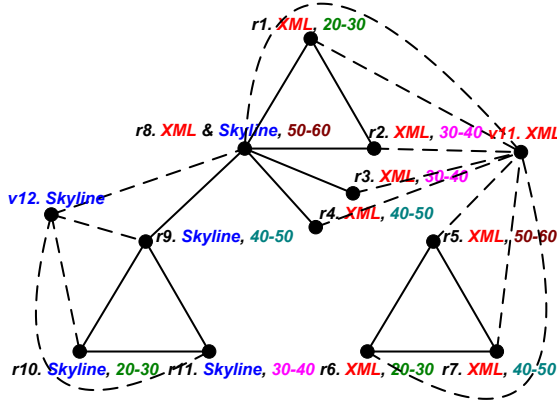 r1. XML, 20-30
r8. XML & Skyline, 50-60
r2. XML, 30-40
v11. XML
r3. XML, 30-40
v12. Skyline
r4. XML, 40-50
r9. Skyline, 40-50
r5. XML, 50-60
r10. Skyline, 20-30
r11. Skyline, 30-40
r6. XML, 20-30
r7. XML, 40-50